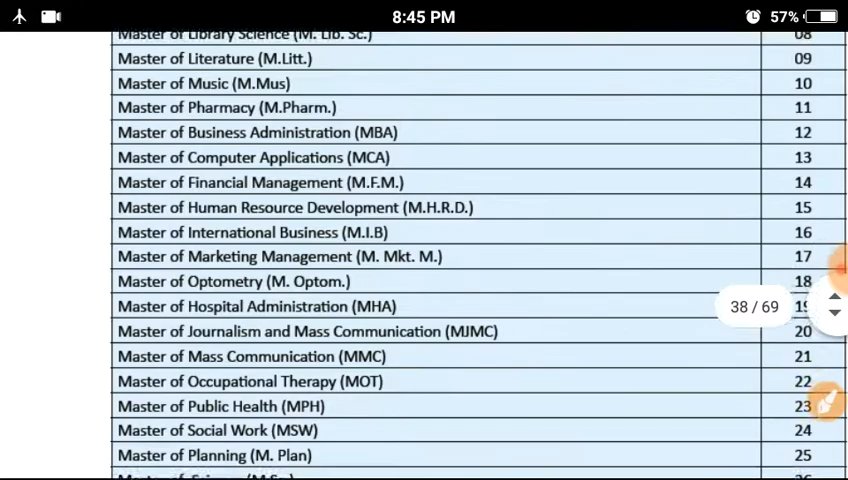 8:45 PM
57%
Master of Library Science (M. Lib. Sc.) 08
Master of Literature (M.Litt.) 09
Master of Music (M.Mus) 10
Master of Pharmacy (M.Pharm.) 11
Master of Business Administration (MBA) 12
Master of Computer Applications (MCA) 13
Master of Financial Management (M.F.M.) 14
Master of Human Resource Development (M.H.R.D.) 15
Master of International Business (M.I.B) 16
Master of Marketing Management (M. Mkt. M.) 17
Master of Optometry (M. Optom.) 18
Master of Hospital Administration (MHA) 19
38 / 69
Master of Journalism and Mass Communication (MJMC) 20
Master of Mass Communication (MMC) 21
Master of Occupational Therapy (MOT) 22
Master of Public Health (MPH) 23
Master of Social Work (MSW) 24
Master of Planning (M. Plan) 25